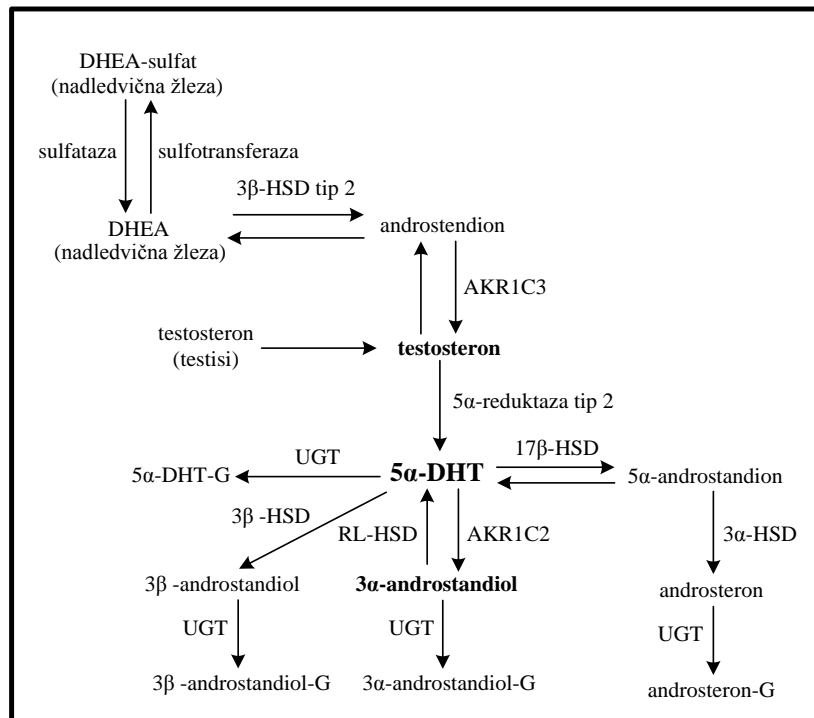 DHEA-sulfat
(nadledvična žleza)
sulfataza
sulfotransferaza
3β-HSD tip 2
DHEA
(nadledvična žleza)
androstendion
AKR1C3
testosteron
(testisi)
testosteron
5α-reduktaza tip 2
UGT
17β-HSD
5α-DHT-G
5α-DHT
5α-androstandion
3β -HSD
RL-HSD
AKR1C2
3α-HSD
3β -androstandiol
3α-androstandiol
androsteron
UGT
UGT
UGT
3β -androstandiol-G
3α-androstandiol-G
androsteron-G